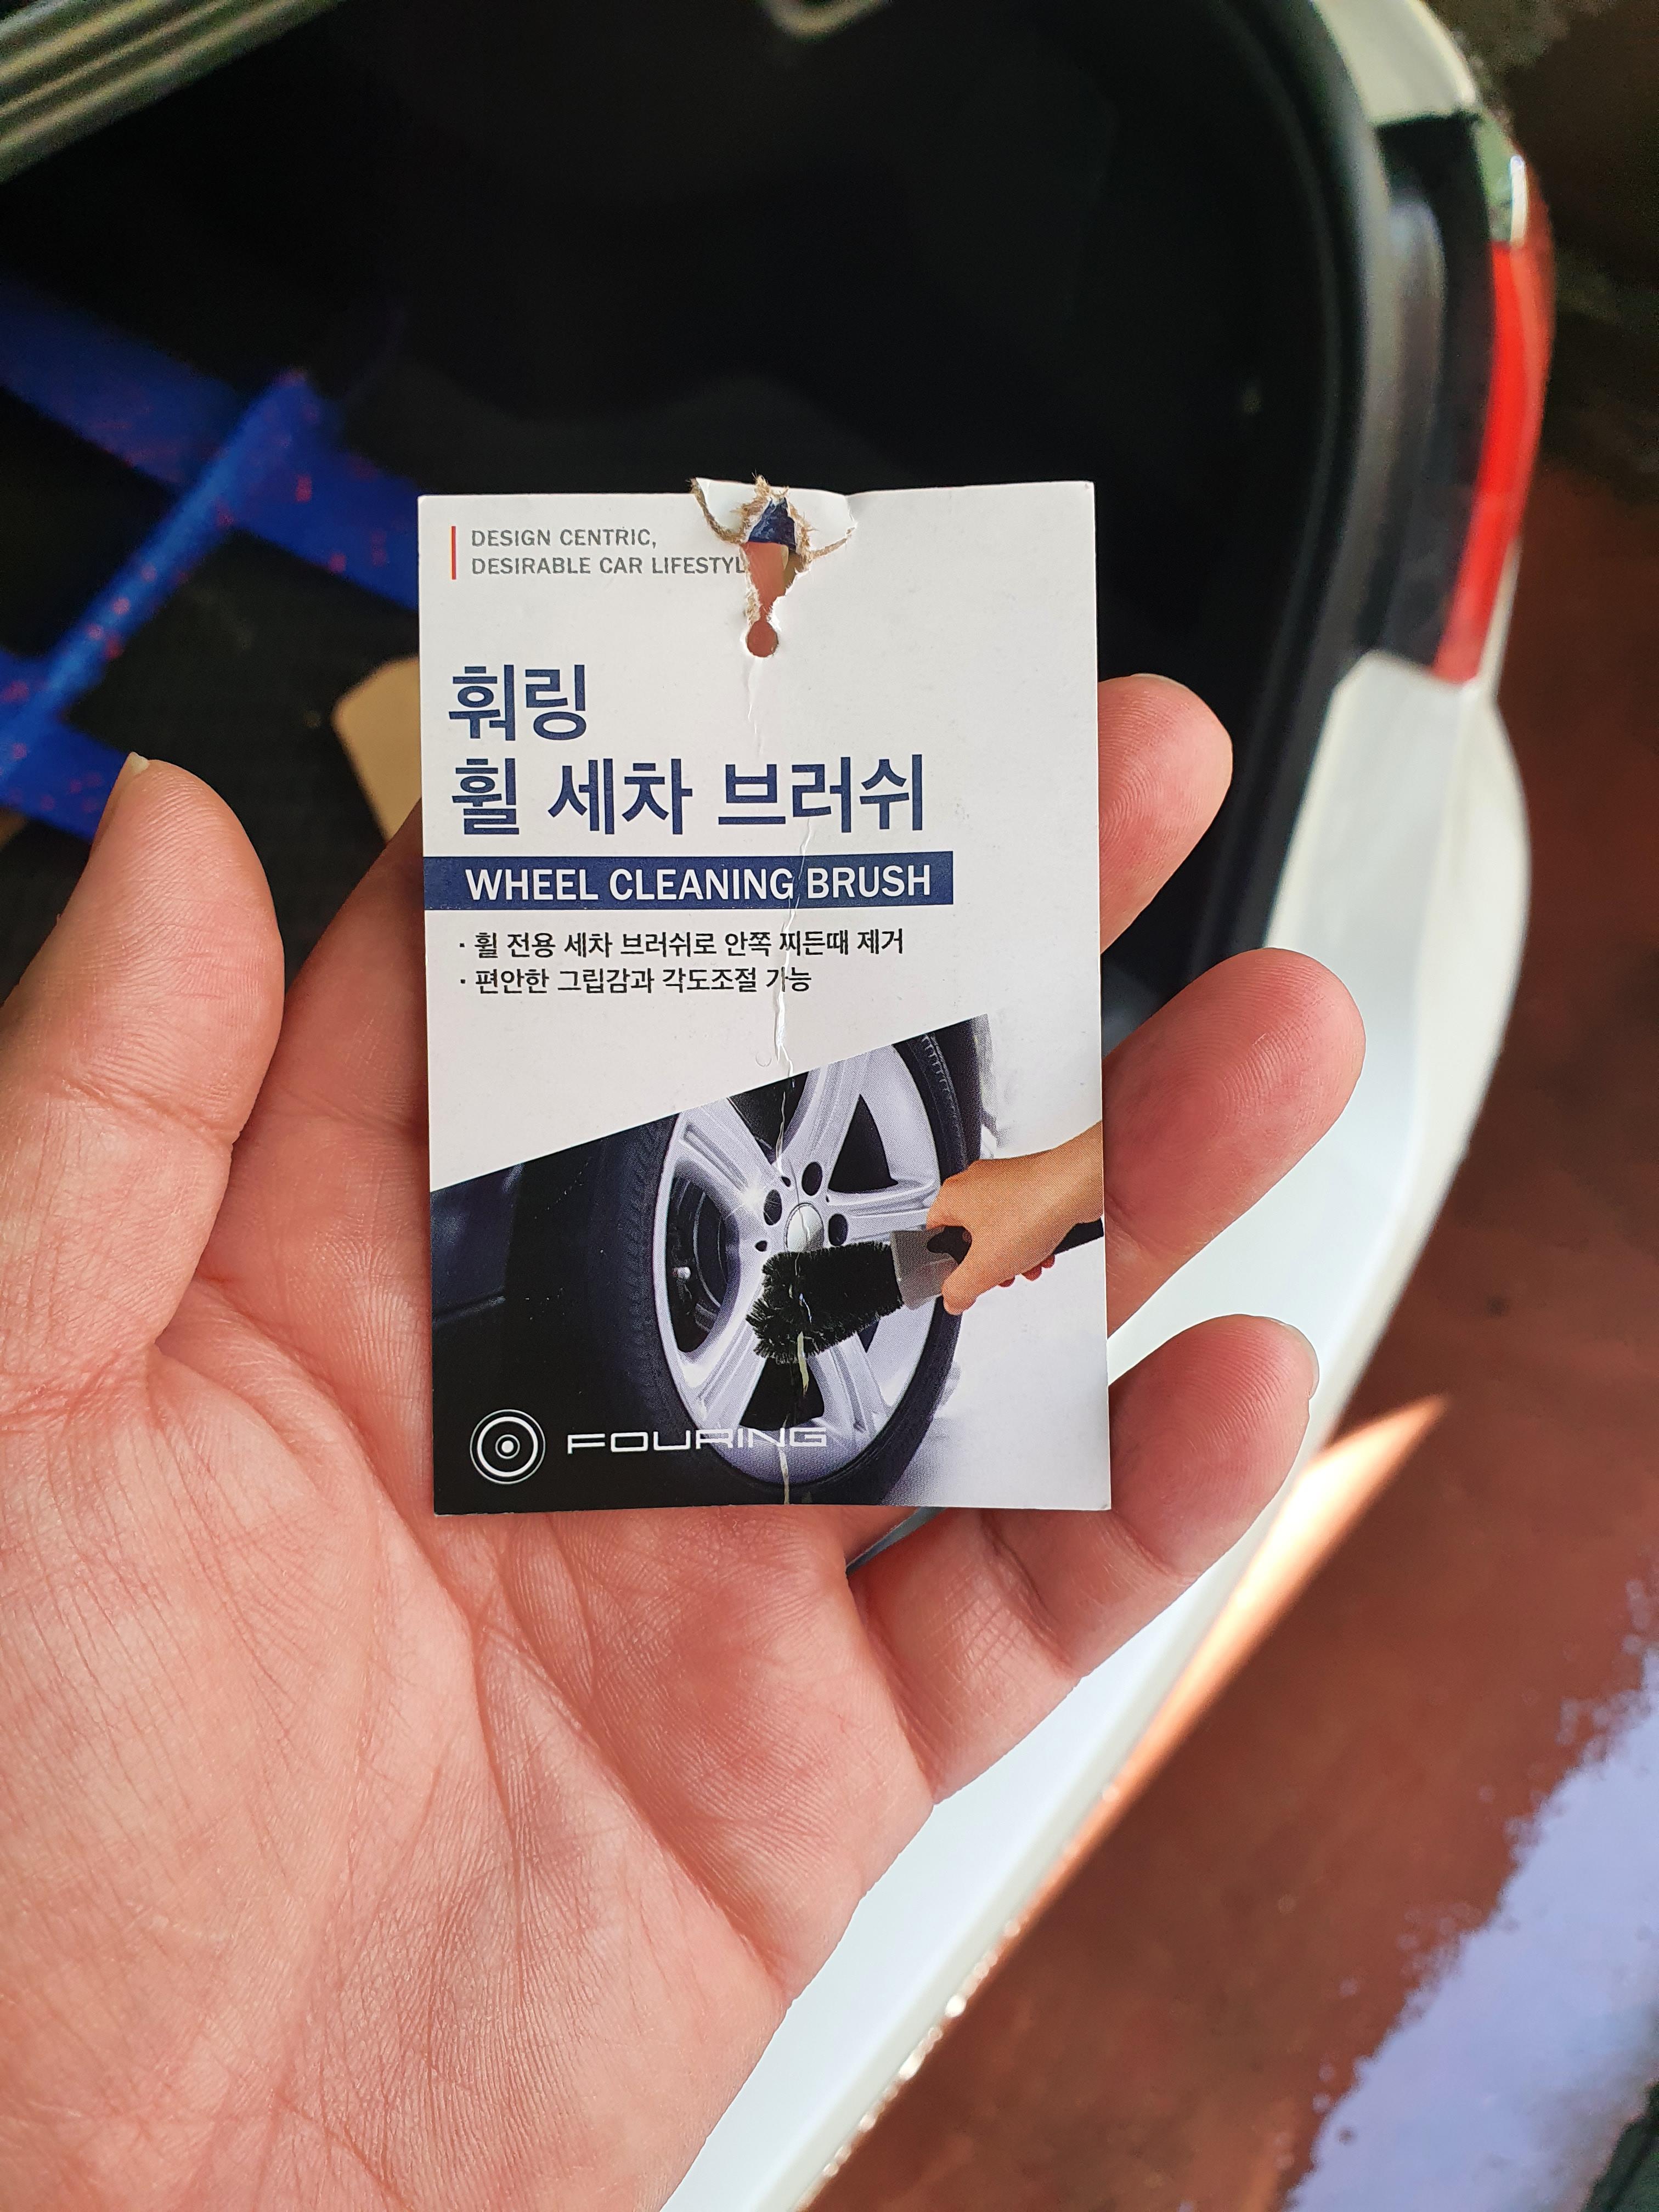 DESIGN CENTRIC,
DESIRABLE CAR
훠링
휠 세차 브러쉬
WHEEL CLEANING BRUSH
· 휠 전용 세차 브러쉬로 안쪽 찌든때 제거
· 편안한 그립감과 각도조절 가능
FOURING